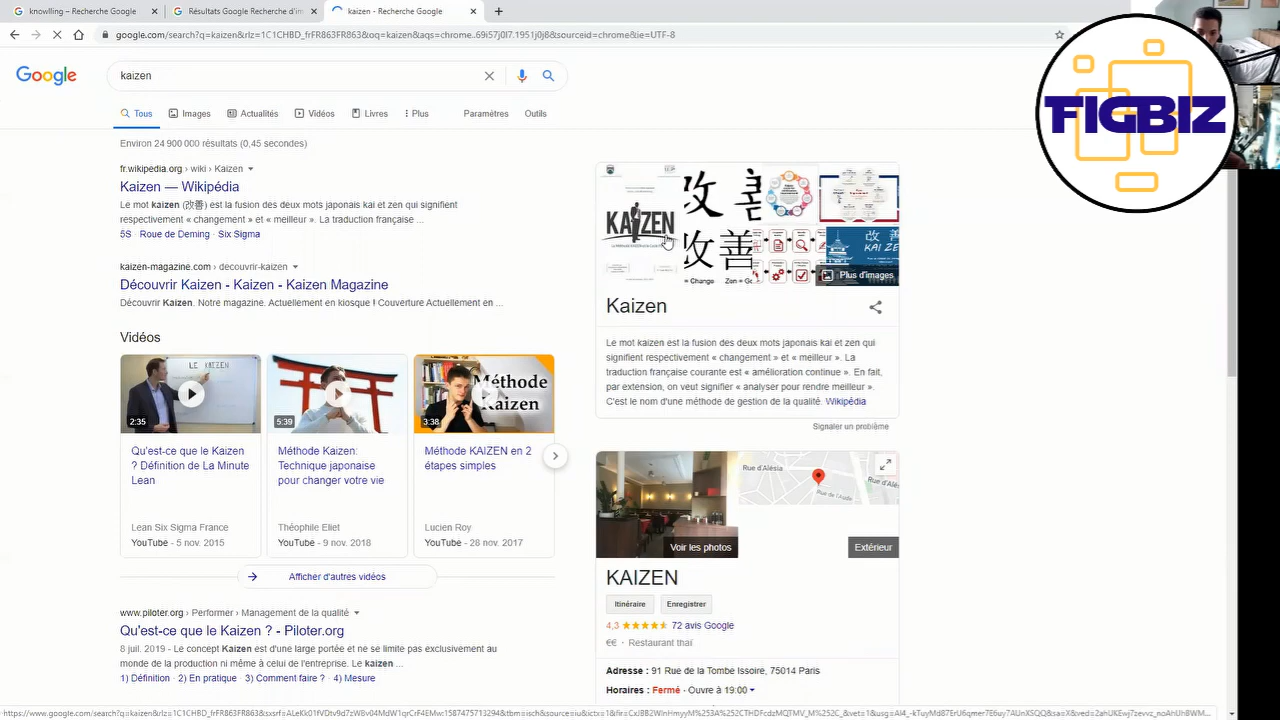 knowlling – Recherche Google
Résultats Google Recherche d'im
kaizen - Recherche Google
google.com/search?q=kaizen&rlz=1C1CHBD_frFR863FR863&oq=kaizen&aqs=chrome..69i57j0l7.1951j0j8&sourceid=chrome&ie=UTF-8
Google
kaizen
Tous
Images
Actualités
Vidéos
Livres
Plus
Paramètres
Outils
FIGBIZ
Environ 24 900 000 résultats (0,45 secondes)
fr.wikipedia.org › wiki › Kaizen
Kaizen — Wikipédia
Le mot kaizen (改善) est la fusion des deux mots japonais kai et zen qui
signifient respectivement « changement » et « meilleur ». La traduction française ...
5S · Roue de Deming · Six Sigma
Découvrir Kaizen - Kaizen - Kaizen Magazine
Découvrir Kaizen. Notre magazine. Actuellement en kiosque ! Couverture Actuellement en ...
Vidéos
LE KAIZEN
2:35
Qu'est-ce que le Kaizen
? Définition de La Minute
Lean
Lean Six Sigma France
YouTube - 5 nov. 2015
5:39
Méthode Kaizen:
Technique japonaise
pour changer votre vie
Théophile Eliet
YouTube - 9 nov. 2018
Méthode
Kaizen
3:38
Méthode KAIZEN en 2
étapes simples
Lucien Roy
YouTube - 28 nov. 2017
Afficher d'autres vidéos
www.piloter.org › Performer › Management de la qualité
Qu'est-ce que le Kaizen ? - Piloter.org
8 juil. 2019 - Le concept kaizen est d'une large portée et ne se limite pas exclusivement au
monde de la production ni même à celui de l'entreprise. Le kaizen ...
1) Définition · 2) En pratique · 3) Comment faire ? · 4) Mesure
KAIZEN
改善
改善
= Change
Zen = Go
改善
KAI ZE
Plus d'images
Kaizen
Le mot kaizen est la fusion des deux mots japonais kai et zen qui
signifient respectivement « changement » et « meilleur ». La
traduction française courante est « amélioration continue ». En fait,
par extension, on veut signifier « analyser pour rendre meilleur ».
C'est le nom d'une méthode de gestion de la qualité. Wikipédia
Signaler un problème
Rue d'Alésia
Rue de l'Aude
Rue d'Alés
Voir les photos
Extérieur
KAIZEN
Itinéraire
Enregistrer
4,3
72 avis Google
€€ · Restaurant thaï
Adresse : 91 Rue de la Tombe Issoire, 75014 Paris
Horaires : Fermé · Ouvre à 19:00